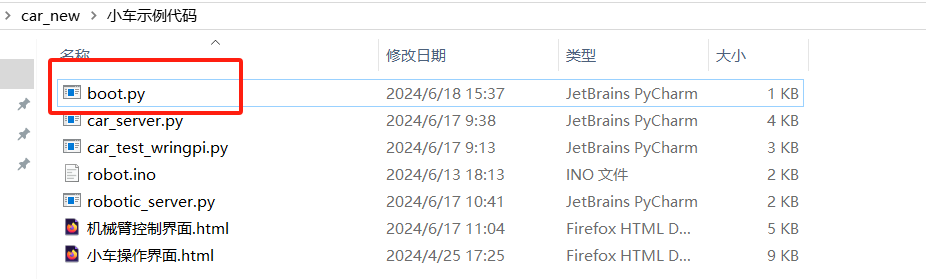 car_new 小车示例代码
名称 修改日期 类型 大小
boot.py 2024/6/18 15:37 JetBrains PyCharm 1 KB
car_server.py 2024/6/17 9:38 JetBrains PyCharm 4 KB
car_test_wringpi.py 2024/6/17 9:13 JetBrains PyCharm 3 KB
robot.ino 2024/6/13 18:13 INO 文件 2 KB
robotic_server.py 2024/6/17 10:41 JetBrains PyCharm 2 KB
机械臂控制界面.html 2024/6/17 11:04 Firefox HTML D... 5 KB
小车操作界面.html 2024/4/25 17:25 Firefox HTML D... 9 KB